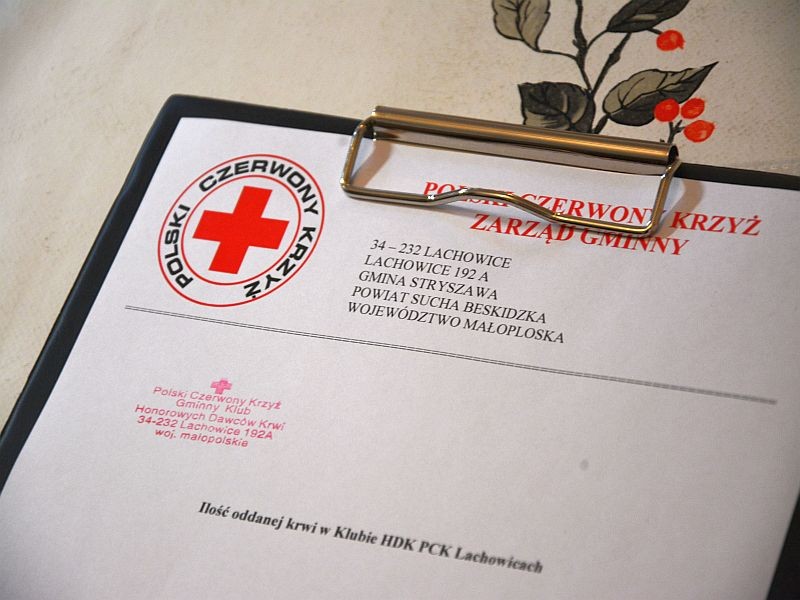 POLSKI CZERWONY KRZYŻ
POLSKI CZERWONY KRZYŻ
ZARZĄD GMINNY
34 – 232 LACHOWICE
LACHOWICE 192 A
GMINA STRYSZAWA
POWIAT SUCHA BESKIDZKA
WOJEWÓDZTWO MAŁOPLOSKA
Polski Czerwony Krzyż
Gminny Klub
Honorowych Dawców Krwi
34-232 Lachowice 192A
woj. małopolskie
Ilość oddanej krwi w Klubie HDK PCK Lachowicach